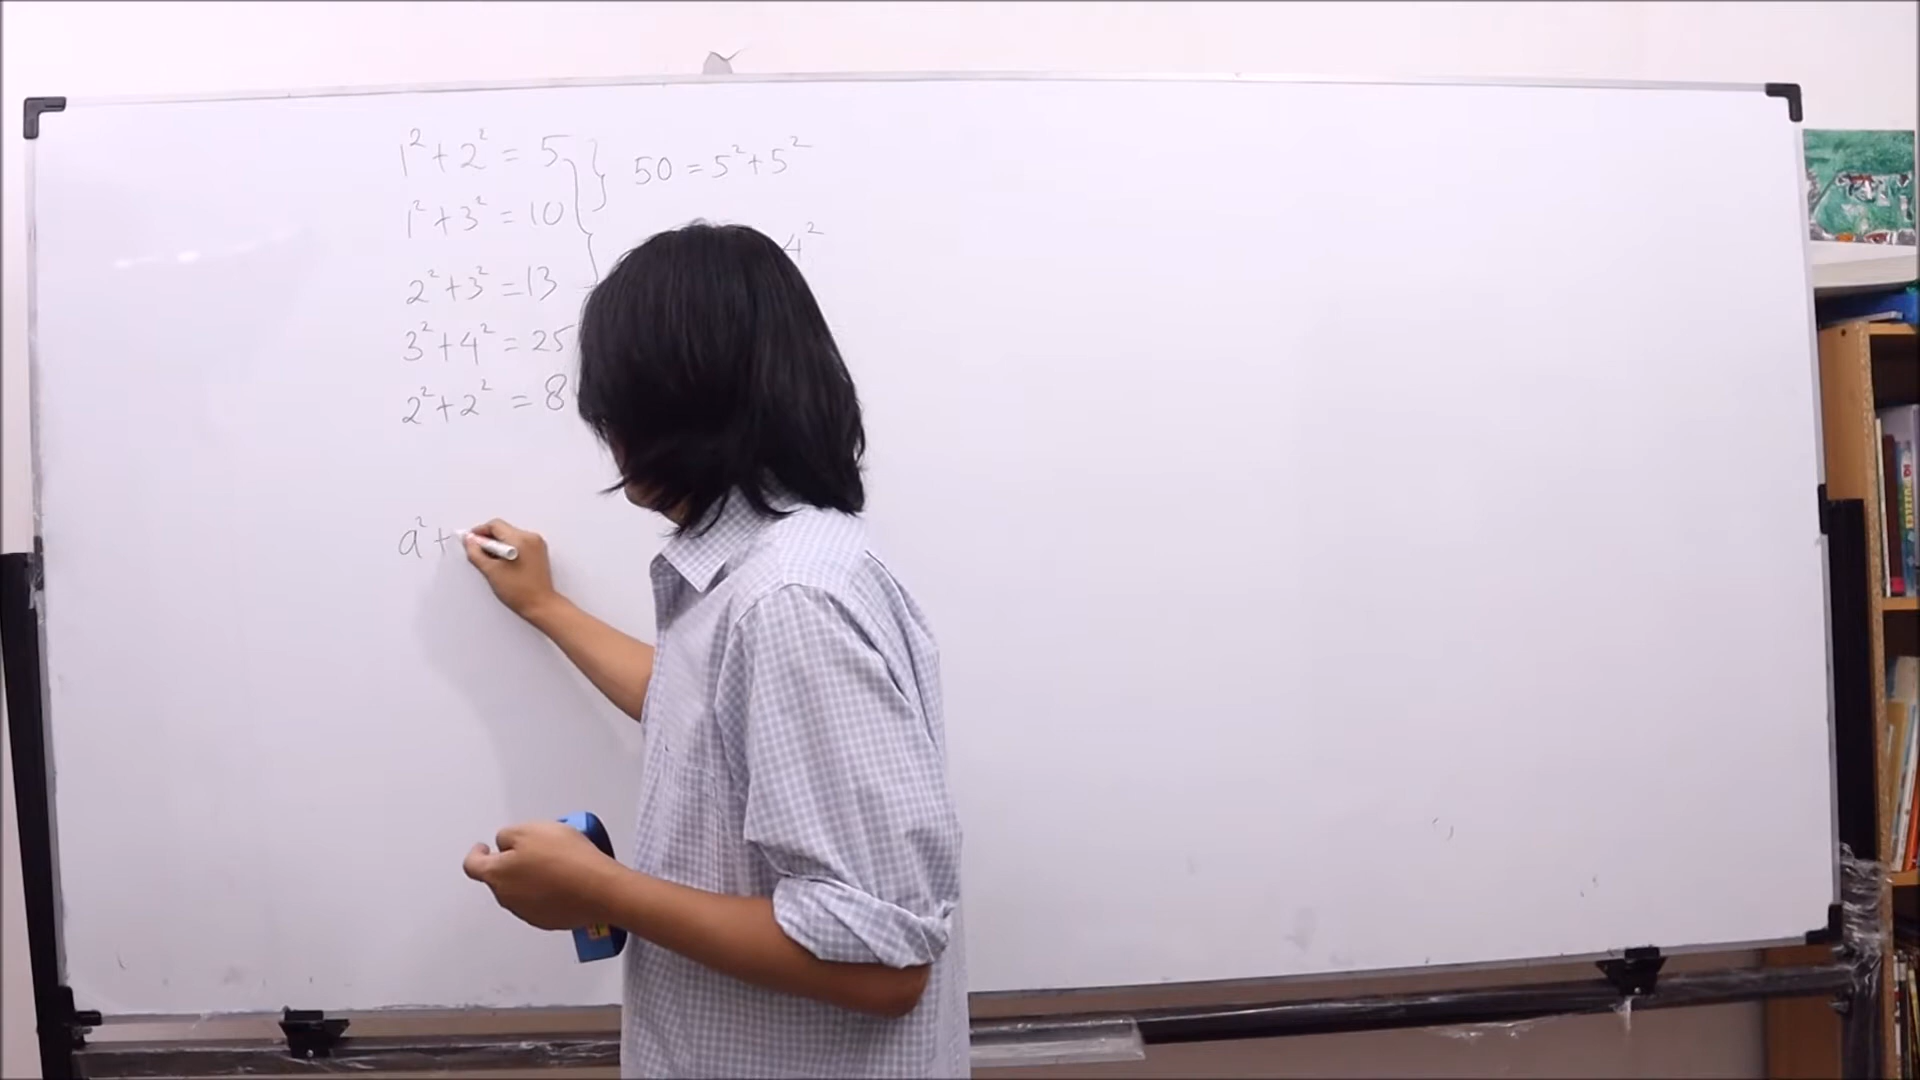 1² + 2² = 5 } 50 = 5² + 5²
1² + 3² = 10
4²
2² + 3² = 13
3² + 4² = 25
2² + 2² = 8
a² +